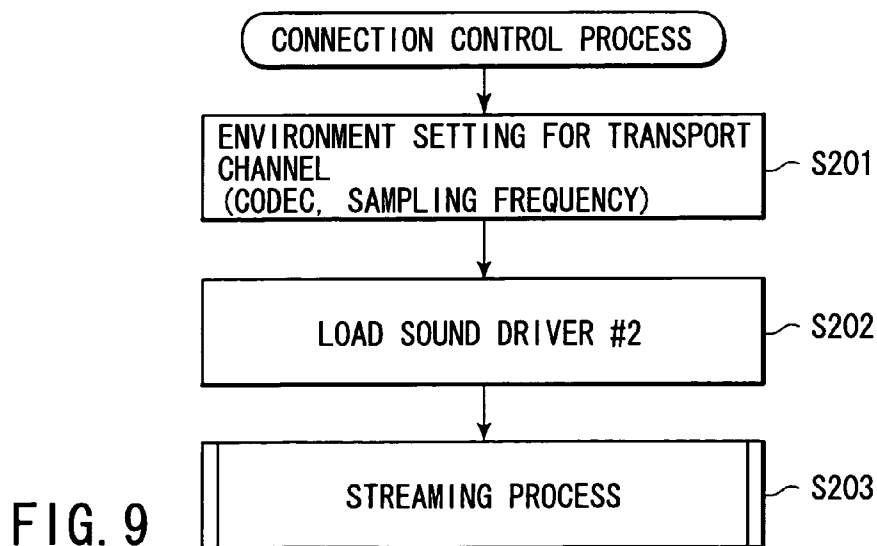 CONNECTION CONTROL PROCESS
ENVIRONMENT SETTING FOR TRANSPORT
CHANNEL
(CODEC, SAMPLING FREQUENCY)
S201
LOAD SOUND DRIVER #2
S202
STREAMING PROCESS
S203
FIG. 9